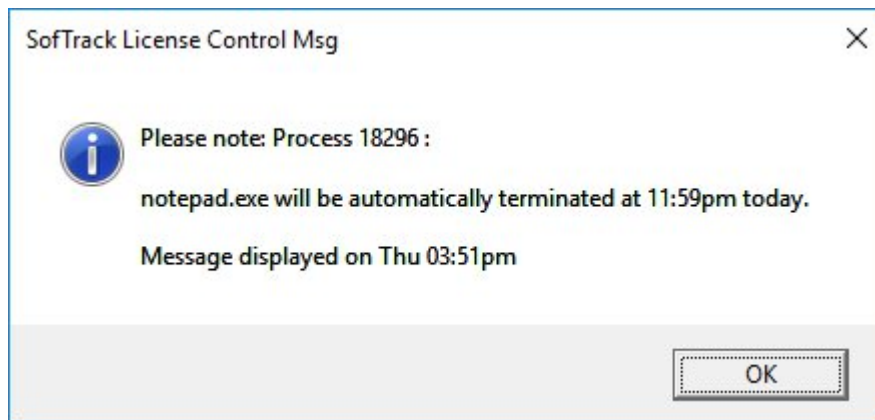 SofTrack License Control Msg
Please note: Process 18296 :
notepad.exe will be automatically terminated at 11:59pm today.
Message displayed on Thu 03:51pm
OK